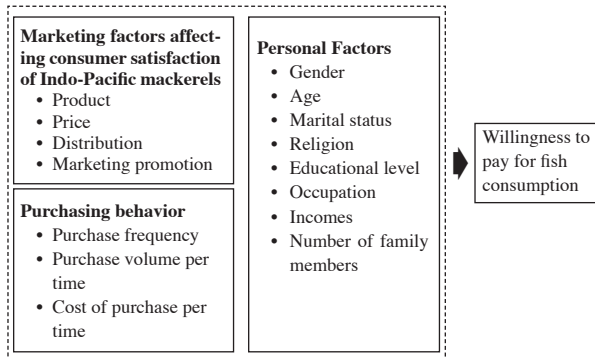 Marketing factors affect-
ing consumer satisfaction
of Indo-Pacific mackerels
• Product
• Price
• Distribution
• Marketing promotion
Purchasing behavior
• Purchase frequency
• Purchase volume per
time
• Cost of purchase per
time
Personal Factors
• Gender
• Age
• Marital status
• Religion
• Educational level
• Occupation
• Incomes
• Number of family
members
Willingness to
pay for fish
consumption